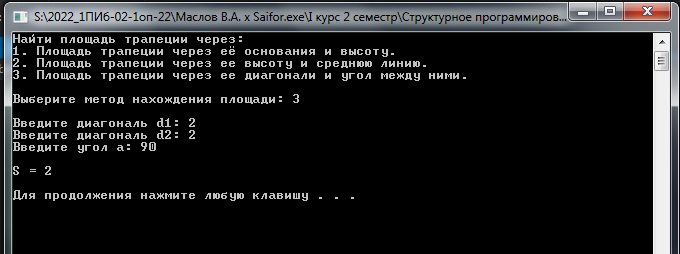 S:\2022_1ПИ6-02-1оп-22\Маслов В.А. x Saifor.exe\I курс 2 семестр\Структурное программиров...
Найти площадь трапеции через:
1. Площадь трапеции через её основания и высоту.
2. Площадь трапеции через ее высоту и среднюю линию.
3. Площадь трапеции через ее диагонали и угол между ними.
Выберите метод нахождения площади: 3
Введите диагональ d1: 2
Введите диагональ d2: 2
Введите угол a: 90
S = 2
Для продолжения нажмите любую клавишу . . .